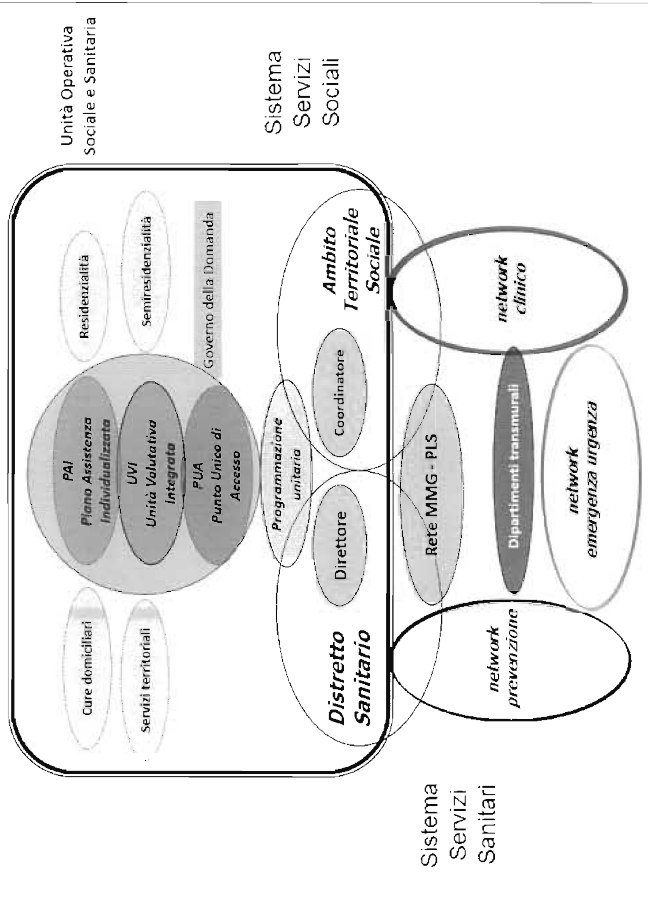 Unità Operativa
Sociale e Sanitaria
Residenzialità
Semiresidenzialità
Governo della Domanda
PAI
Piano Assistenza
Individualizzata
UVI
Unità Valutativa
Integrata
PUA
Punto Unico di
Accesso
Cure domiciliari
Servizi territoriali
Programmazione
unitaria
Sistema
Servizi
Sociali
Ambito
Territoriale
Sociale
Coordinatore
Direttore
Distretto
Sanitario
Rete MMG - PLS
network
clinico
Dipartimenti transmurali
network
emergenza urgenza
network
prevenzione
Sistema
Servizi
Sanitari